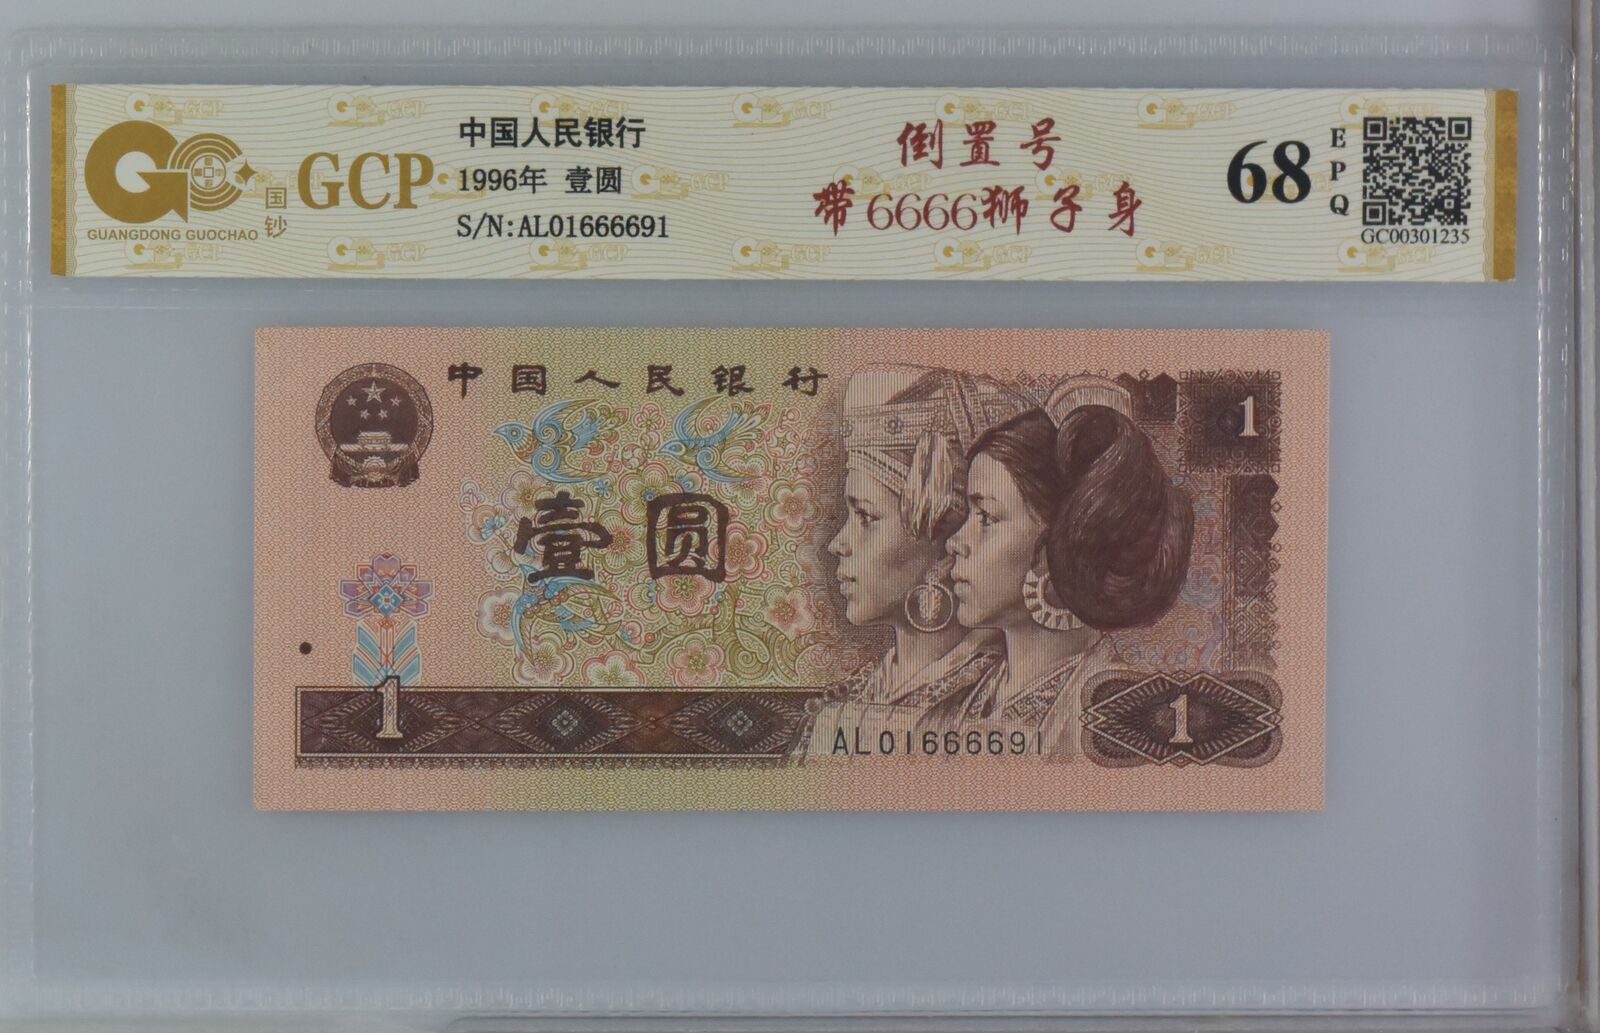 GCP
国钞
GUANGDONG GUOCHAO
中国人民银行
1996年 壹圆
S/N:AL01666691
倒置号
带6666狮子身
68
EPQ
GC00301235
中国人民银行
1
壹圆
1
AL01666691
1